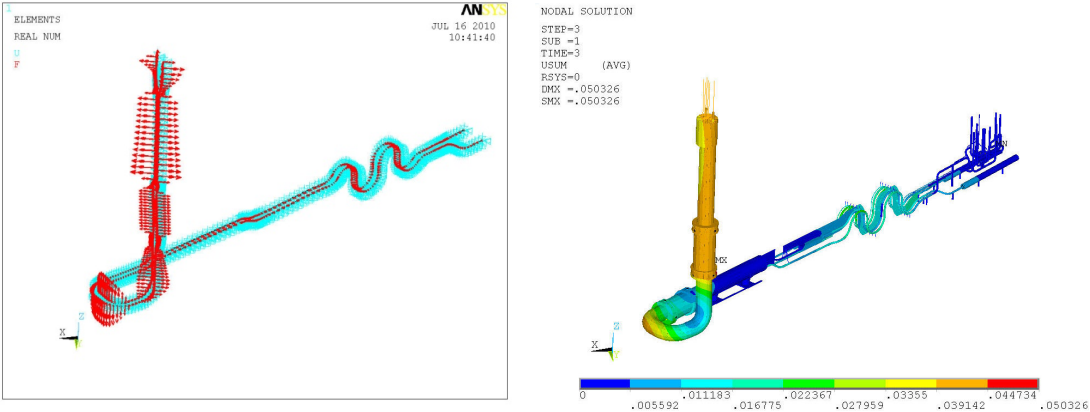 1
ELEMENTS
REAL NUM
U
F
ANSYS
JUL 16 2010
10:41:40
X
Z
NODAL SOLUTION
STEP=3
SUB =1
TIME=3
USUM (AVG)
RSYS=0
DMX =.050326
SMX =.050326
MX
X
Z
Y
0
.005592
.011183
.016775
.022367
.027959
.03355
.039142
.044734
.050326